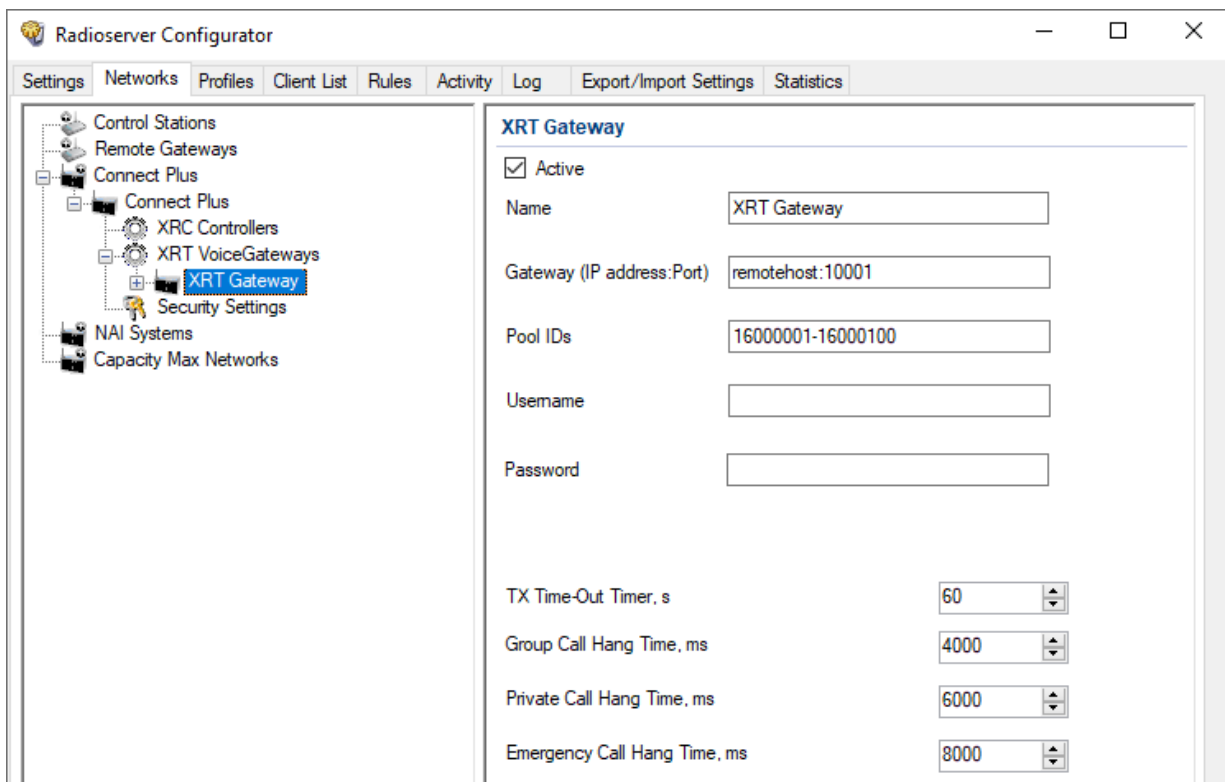 Radioserver Configurator
Settings Networks Profiles Client List Rules Activity Log Export/Import Settings Statistics
Control Stations
Remote Gateways
Connect Plus
Connect Plus
XRC Controllers
XRT VoiceGateways
XRT Gateway
Security Settings
NAI Systems
Capacity Max Networks
XRT Gateway
Active
Name XRT Gateway
Gateway (IP address:Port) remotehost:10001
Pool IDs 16000001-16000100
Username
Password
TX Time-Out Timer, s 60
Group Call Hang Time, ms 4000
Private Call Hang Time, ms 6000
Emergency Call Hang Time, ms 8000